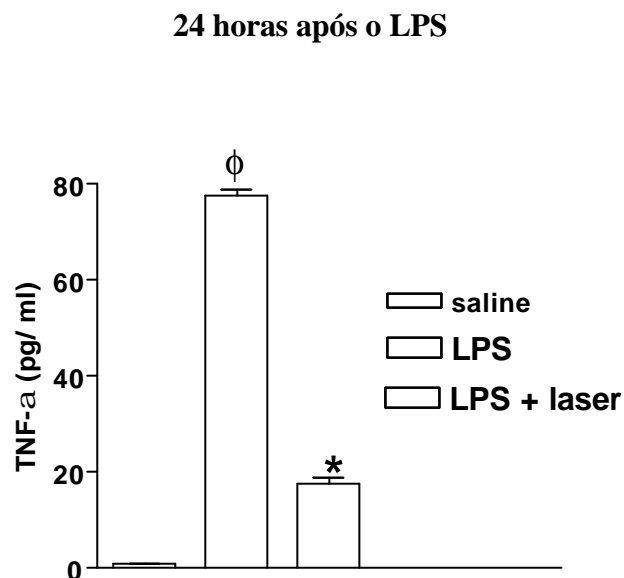 24 horas após o LPS
ϕ
80
60
40
20
0
TNF-a (pg/ ml)
*
saline
LPS
LPS + laser